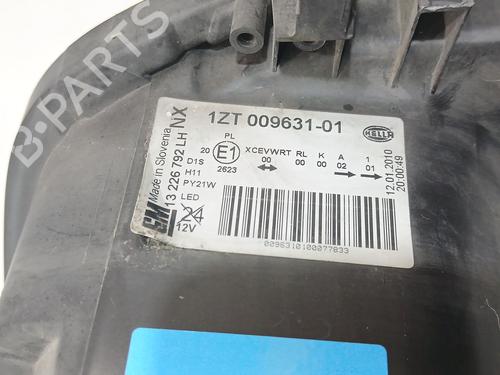 B-PARTS
1ZT 009631-01
HELLA
GM Made in Slovenia
13 226 792 LH NX
PL
20 E1 XCEVWRT RL K A 1
D1S 2623 00 00 00 02 01
H11
PY21W
LED
24
12V
12.01.2010
20:00:49
0096310100077833